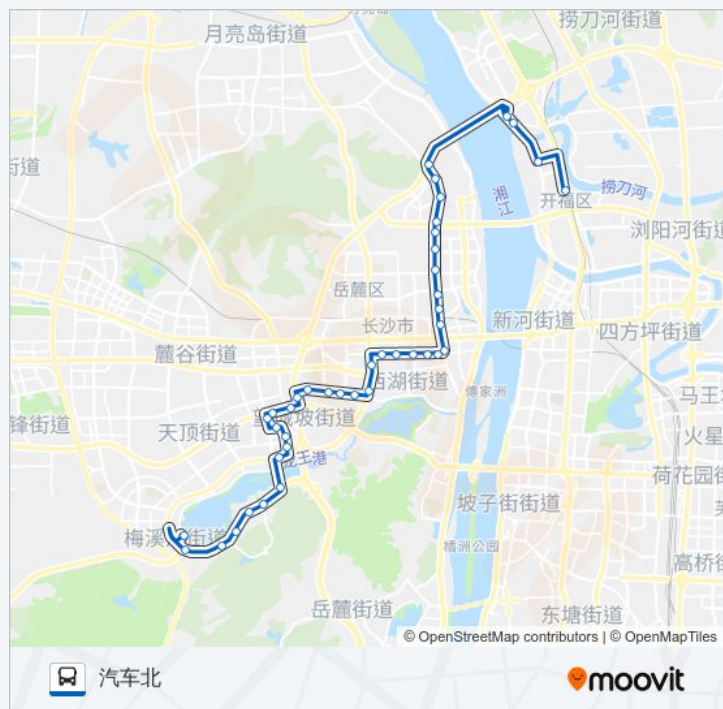 月亮岛街道
捞刀河街道
街道
湘江
开福区
捞刀河
浏阳河街道
岳麓区
长沙市
新河街道
四方坪街道
麓谷街道
西湖街道
傅家洲
马王堆
锋街道
天顶街道
望城坡街道
火星
龙王港
荷花园街
坡子街街道
梅溪湖街道
橘洲公园
高桥街
岳麓街道
东塘街道
© OpenStreetMap contributors | © OpenMapTiles
汽车北
moovit